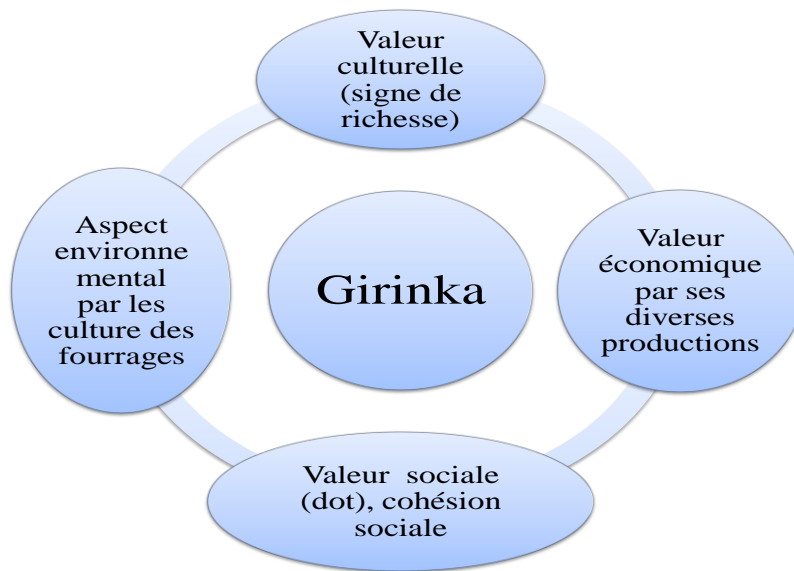 Valeur
culturelle
(signe de
richesse)
Aspect
environne
mental
par les
culture des
fourrages
Girinka
Valeur
économique
par ses
diverses
productions
Valeur sociale
(dot), cohésion
sociale